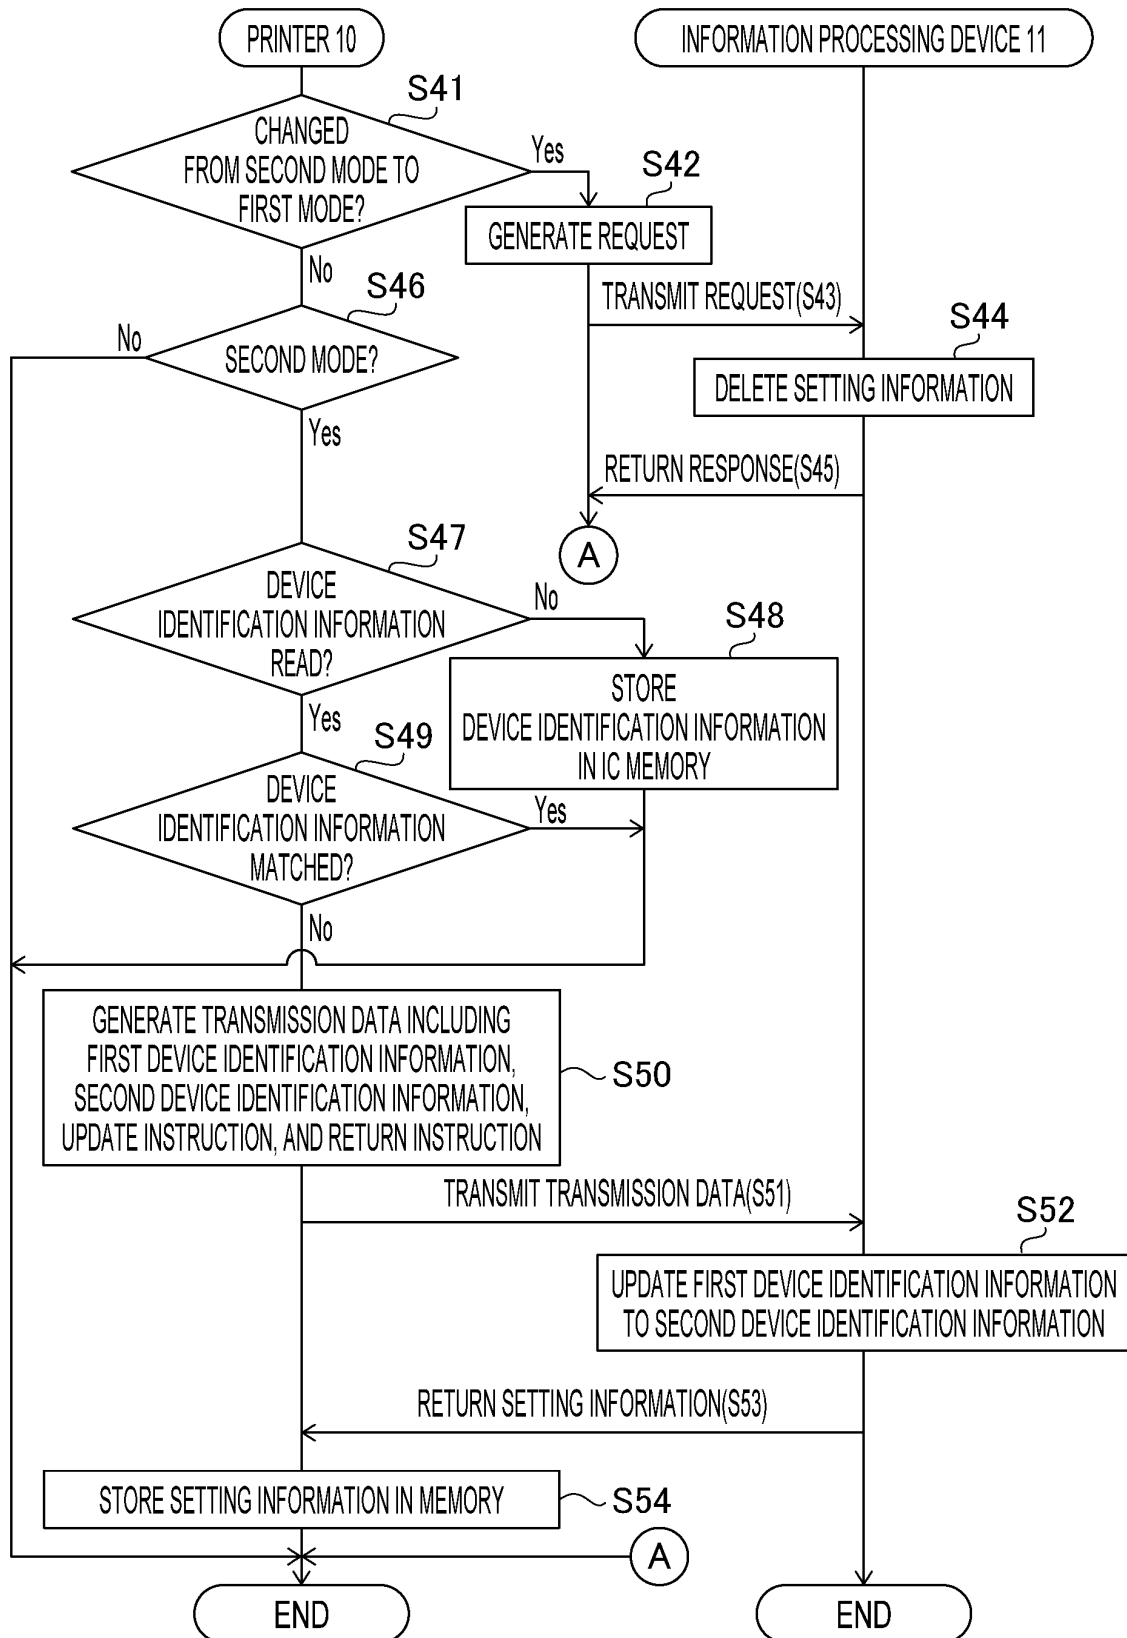 PRINTER 10
INFORMATION PROCESSING DEVICE 11
S41
CHANGED
FROM SECOND MODE TO
FIRST MODE?
Yes
S42
GENERATE REQUEST
No
TRANSMIT REQUEST(S43)
S46
S44
No
SECOND MODE?
DELETE SETTING INFORMATION
Yes
RETURN RESPONSE(S45)
A
S47
DEVICE
IDENTIFICATION INFORMATION
READ?
No
S48
STORE
DEVICE IDENTIFICATION INFORMATION
IN IC MEMORY
Yes
S49
DEVICE
IDENTIFICATION INFORMATION
MATCHED?
Yes
No
GENERATE TRANSMISSION DATA INCLUDING
FIRST DEVICE IDENTIFICATION INFORMATION,
SECOND DEVICE IDENTIFICATION INFORMATION,
UPDATE INSTRUCTION, AND RETURN INSTRUCTION
S50
TRANSMIT TRANSMISSION DATA(S51)
S52
UPDATE FIRST DEVICE IDENTIFICATION INFORMATION
TO SECOND DEVICE IDENTIFICATION INFORMATION
RETURN SETTING INFORMATION(S53)
STORE SETTING INFORMATION IN MEMORY
S54
A
END
END